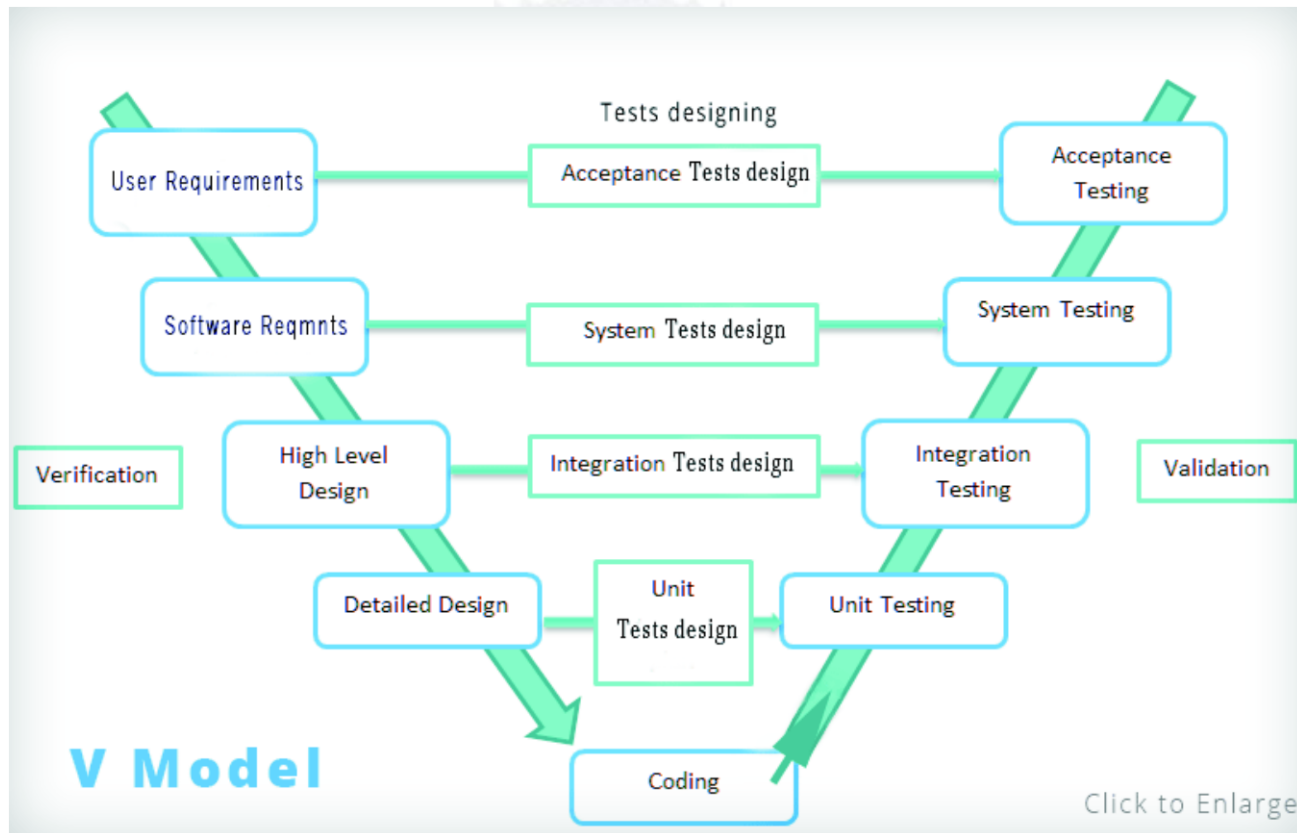 Tests designing
User Requirements
Acceptance Tests design
Acceptance
Testing
Software Reqmnts
System Tests design
System Testing
Verification
High Level
Design
Integration Tests design
Integration
Testing
Validation
Detailed Design
Unit
Tests design
Unit Testing
V Model
Coding
Click to Enlarge